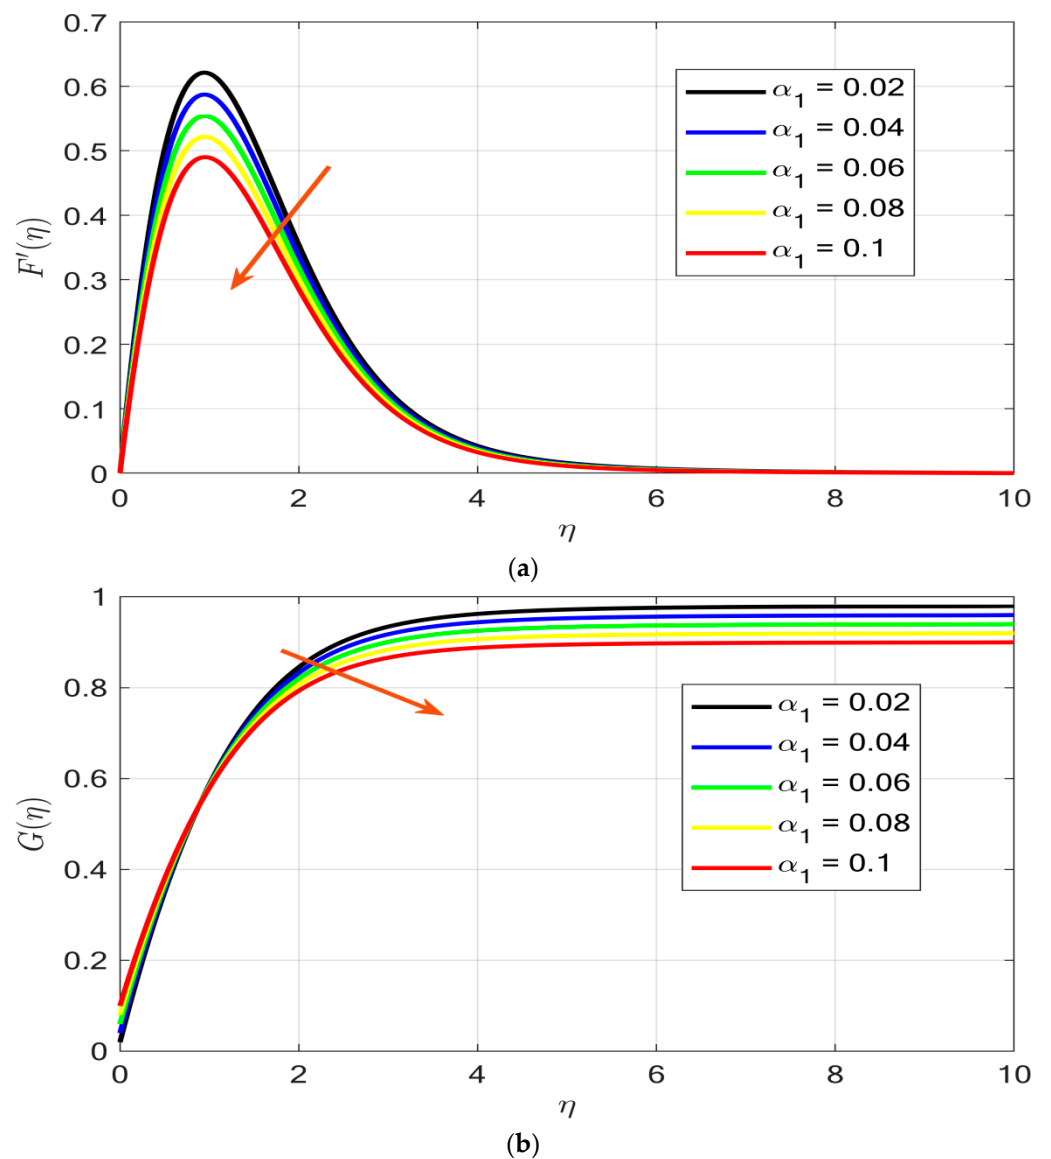 0.7
0.6
0.5
0.4
0.3
0.2
0.1
0
F′(η)
α₁ = 0.02
α₁ = 0.04
α₁ = 0.06
α₁ = 0.08
α₁ = 0.1
0 2 4 6 8 10
η
(a)
1
0.8
0.6
0.4
0.2
0
G(η)
α₁ = 0.02
α₁ = 0.04
α₁ = 0.06
α₁ = 0.08
α₁ = 0.1
0 2 4 6 8 10
η
(b)